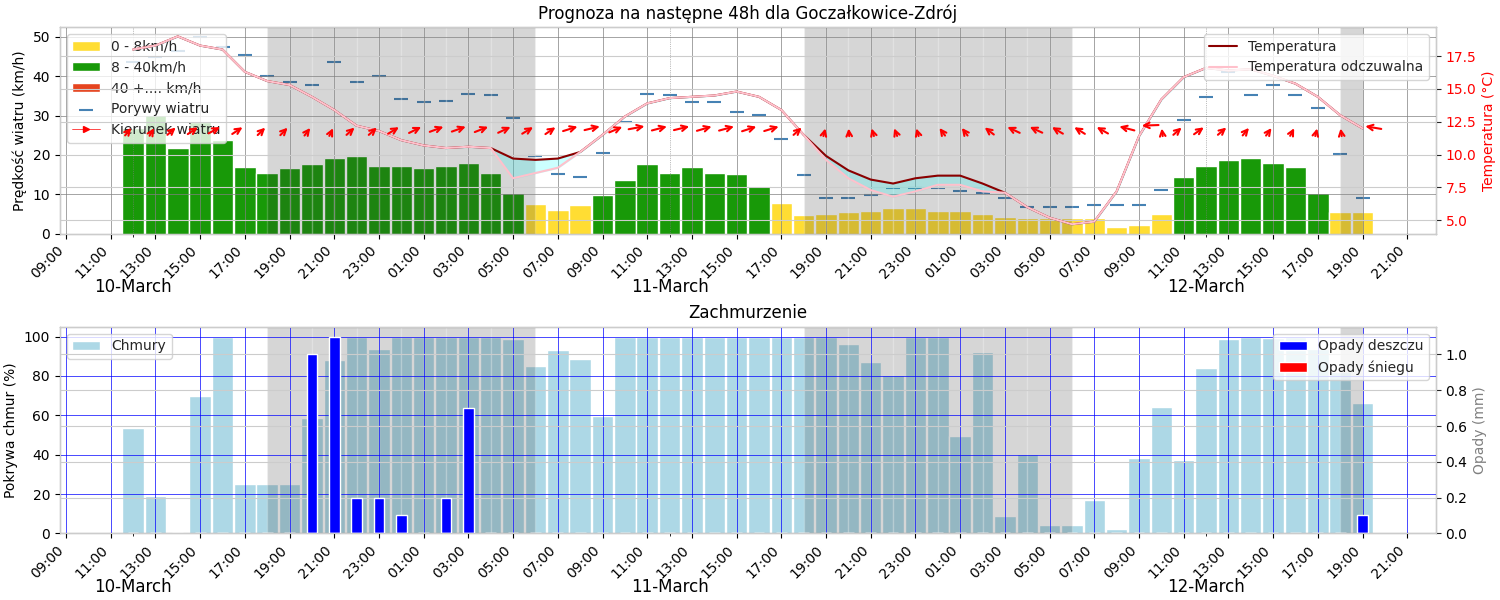 Prognoza na następne 48h dla Goczałkowice-Zdrój
Prędkość wiatru (km/h)
50
40
30
20
10
0
0 - 8km/h
8 - 40km/h
40 +.... km/h
Porywy wiatru
Kierunek wiatru
Temperatura
Temperatura odczuwalna
17.5
15.0
12.5
10.0
7.5
5.0
Temperatura (°C)
09:00 11:00 13:00 15:00 17:00 19:00 21:00 23:00 01:00 03:00 05:00 07:00 09:00 11:00 13:00 15:00 17:00 19:00 21:00 23:00 01:00 03:00 05:00 07:00 09:00 11:00 13:00 15:00 17:00 19:00 21:00
10-March 11-March 12-March
Zachmurzenie
Pokrywa chmur (%)
100
80
60
40
20
0
Chmury
Opady deszczu
Opady śniegu
1.0
0.8
0.6
0.4
0.2
0.0
Opady (mm)
09:00 11:00 13:00 15:00 17:00 19:00 21:00 23:00 01:00 03:00 05:00 07:00 09:00 11:00 13:00 15:00 17:00 19:00 21:00 23:00 01:00 03:00 05:00 07:00 09:00 11:00 13:00 15:00 17:00 19:00 21:00
10-March 11-March 12-March